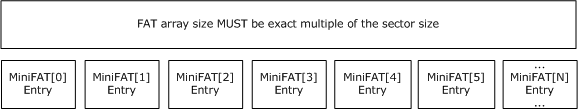 FAT array size MUST be exact multiple of the sector size
MiniFAT[0]
Entry
MiniFAT[1]
Entry
MiniFAT[2]
Entry
MiniFAT[3]
Entry
MiniFAT[4]
Entry
MiniFAT[5]
Entry
...
MiniFAT[N]
Entry
...